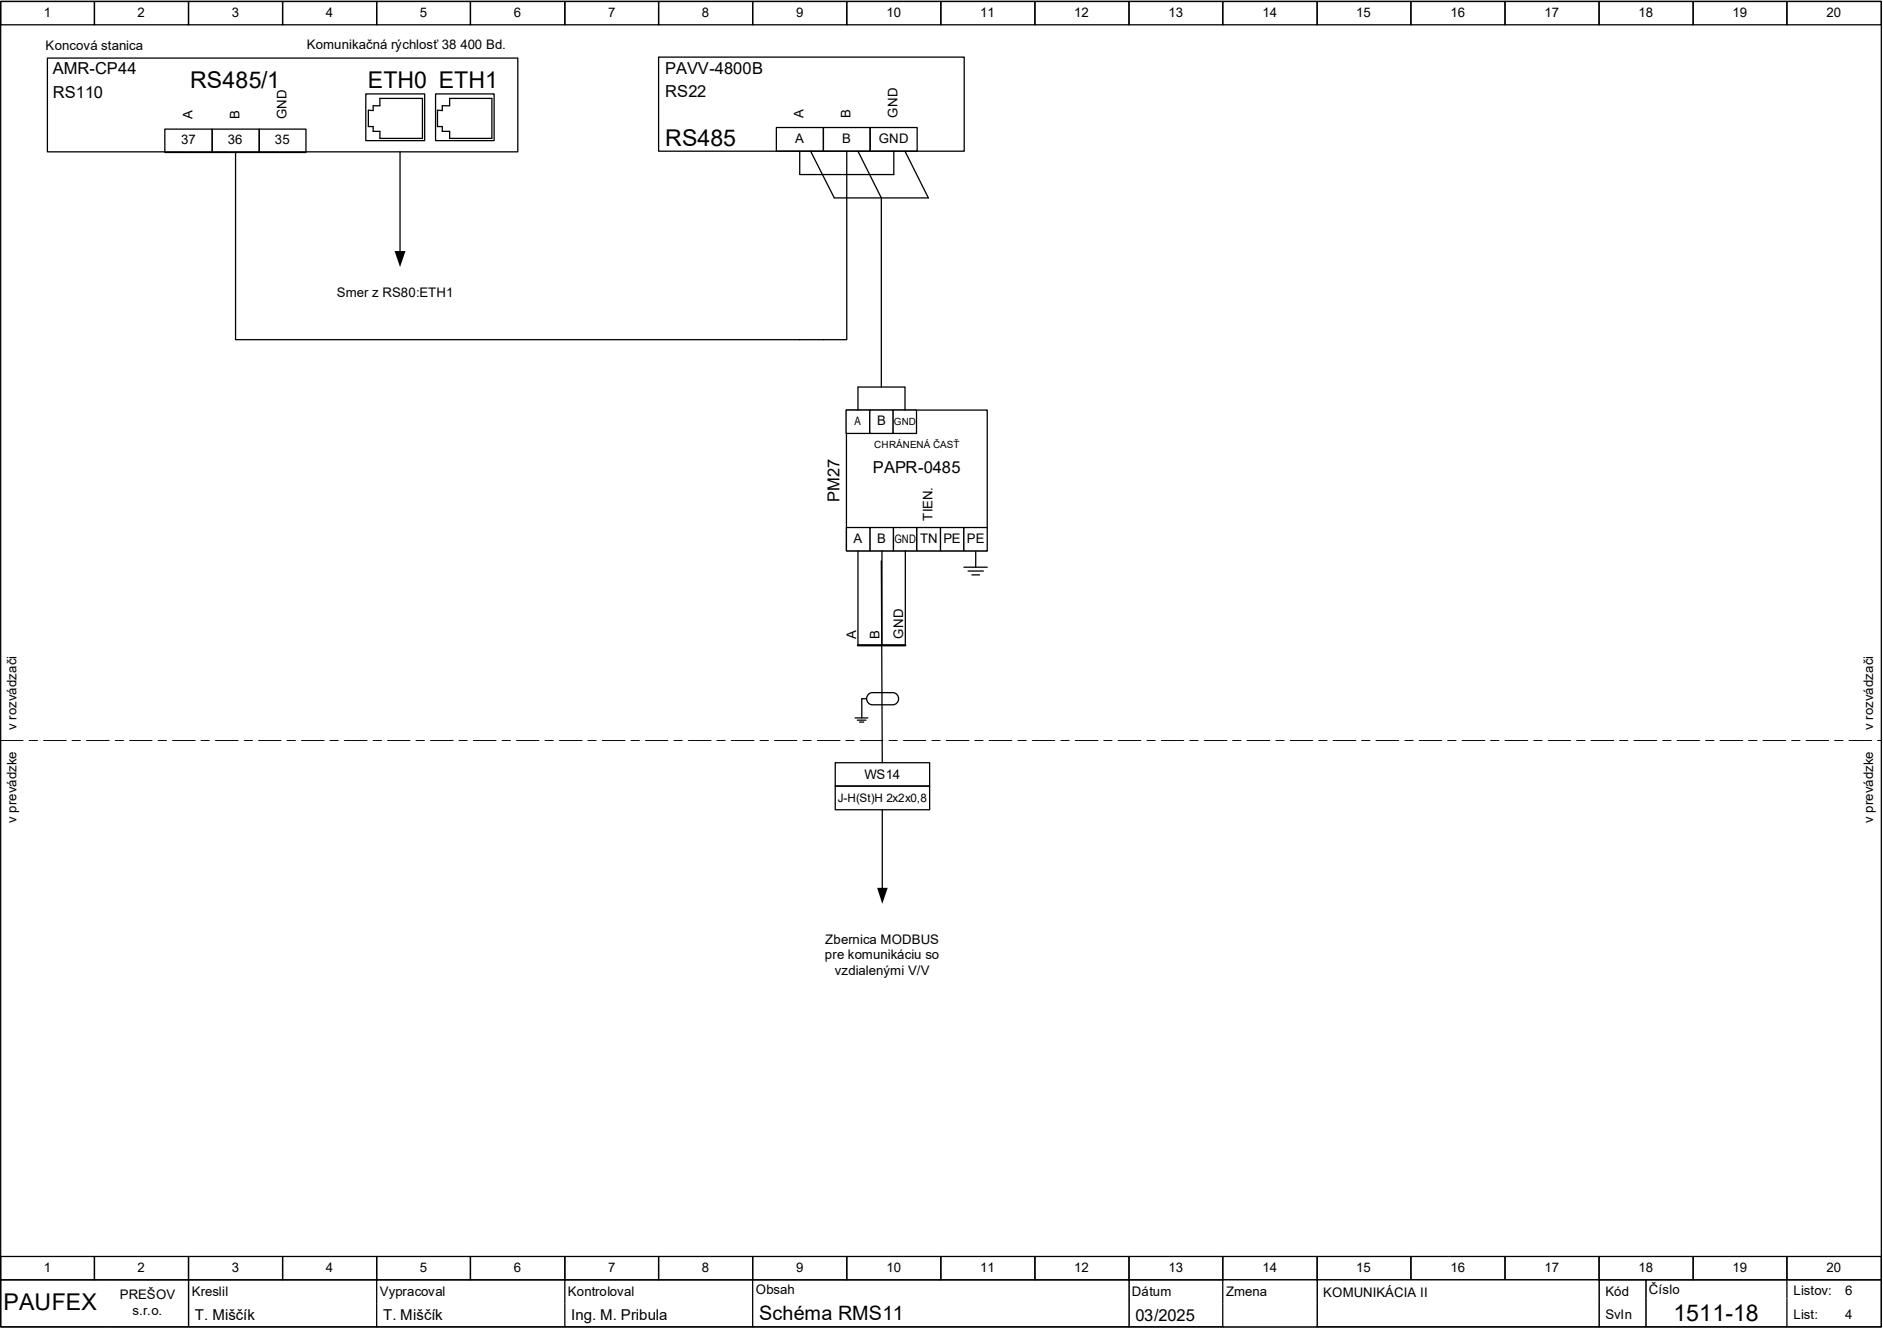 1 2 3 4 5 6 7 8 9 10 11 12 13 14 15 16 17 18 19 20
Koncová stanica
Komunikačná rýchlosť 38 400 Bd.
AMR-CP44
RS110
RS485/1
ETH0 ETH1
A B GND
37 36 35
PAVV-4800B
RS22
A B GND
RS485
A B GND
Smer z RS80:ETH1
A B GND
CHRÁNENÁ ČASŤ
PAPR-0485
PM27
TIEN.
A B GND TN PE PE
A B GND
v rozvádzači
v rozvádzači
v prevádzke
v prevádzke
WS14
J-H(St)H 2x2x0,8
Zbernica MODBUS
pre komunikáciu so
vzdialenými V/V
1 2 3 4 5 6 7 8 9 10 11 12 13 14 15 16 17 18 19 20
PAUFEX
PREŠOV
s.r.o.
Kreslil
T. Miščík
Vypracoval
T. Miščík
Kontroloval
Ing. M. Pribula
Obsah
Schéma RMS11
Dátum
03/2025
Zmena
KOMUNIKÁCIA II
Kód
Svln
Číslo
1511-18
Listov: 6
List: 4